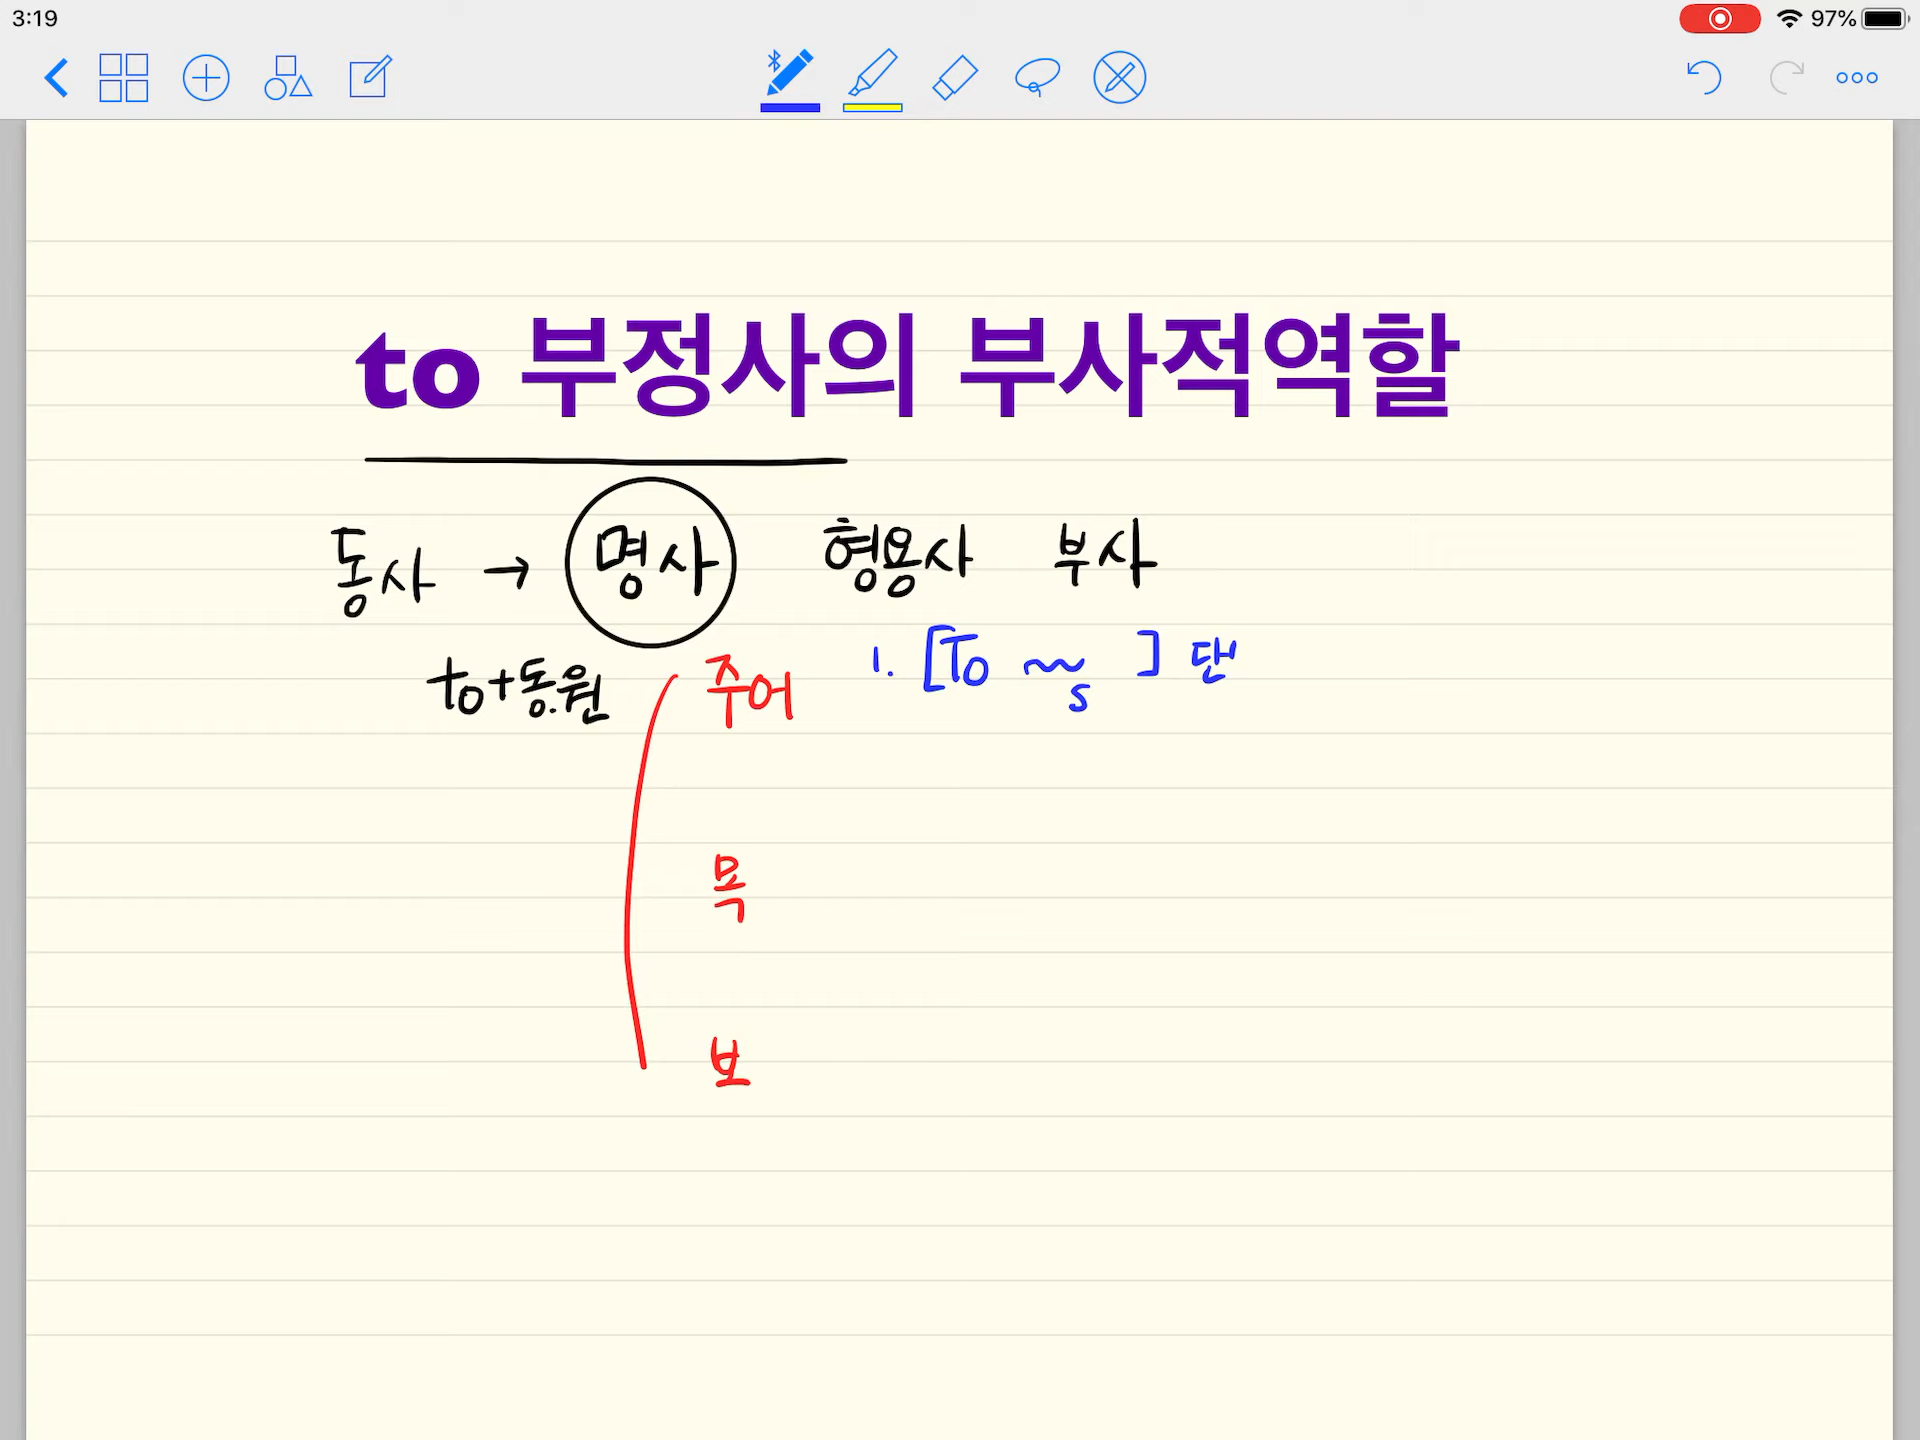 3:19 97%
to 부정사의 부사적역할
동사 → 명사 형용사 부사
to+동.원 주어 1. [To ~~ s ] 단
목
보